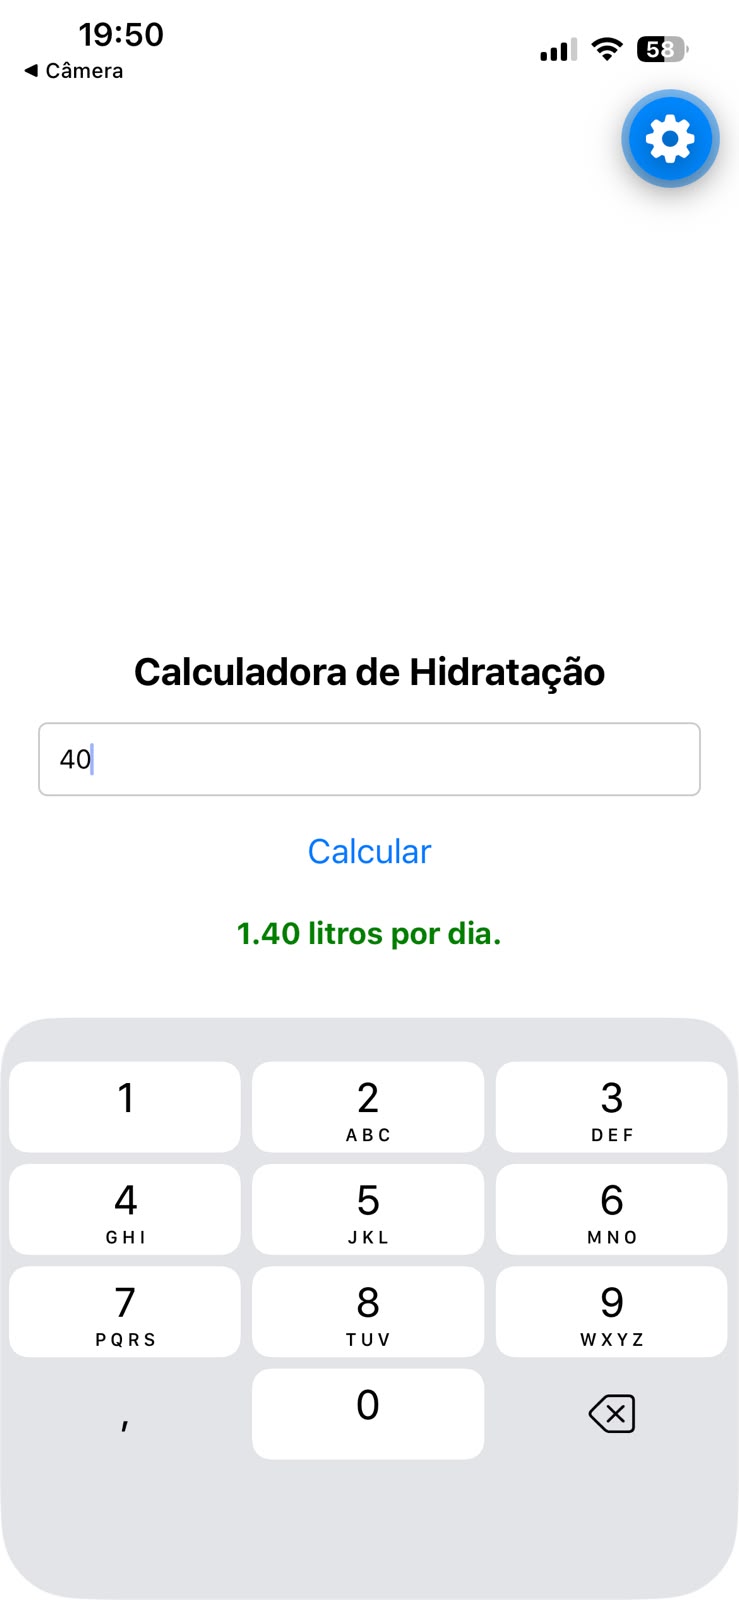 19:50
58
◀ Câmera
Calculadora de Hidratação
40
Calcular
1.40 litros por dia.
1
2
3
ABC
DEF
4
5
6
GHI
JKL
MNO
7
8
9
PQRS
TUV
WXYZ
,
0